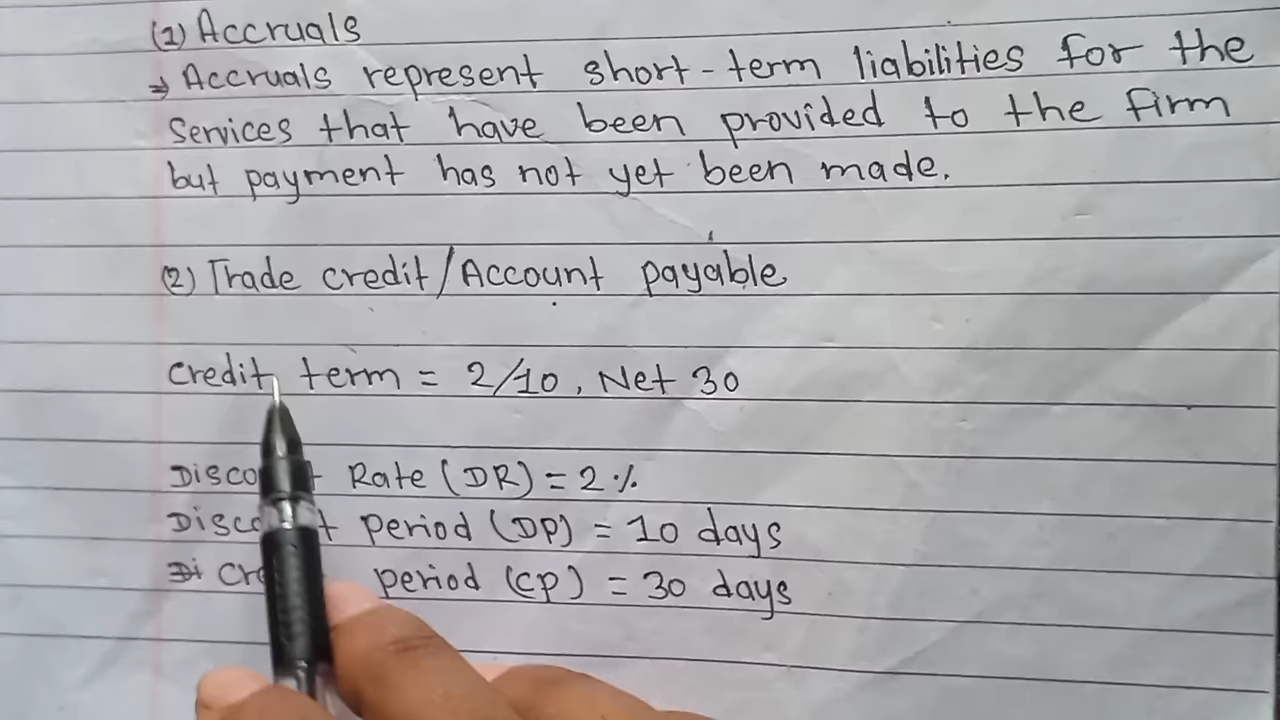 (1) Accruals
⇒ Accruals represent short-term liabilities for the
Services that have been provided to the firm
but payment has not yet been made.
(2) Trade credit/Account payable
Credit term = 2/10, Net 30
Rate (DR) = 2%
period (DP) = 10 days
period (CP) = 30 days